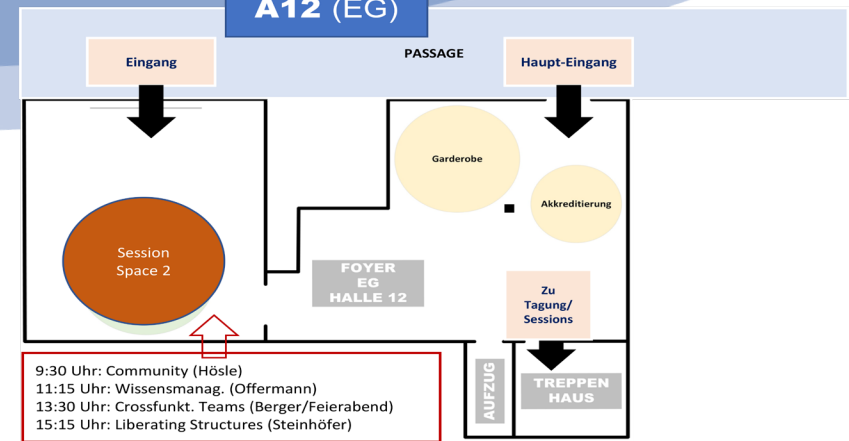 A12 (EG)
PASSAGE
Eingang
Haupt-Eingang
Garderobe
Akkreditierung
Session
Space 2
FOYER
EG
HALLE 12
Zu
Tagung/
Sessions
AUFZUG
TREPPEN
HAUS
9:30 Uhr: Community (Hösle)
11:15 Uhr: Wissensmanag. (Offermann)
13:30 Uhr: Crossfunkt. Teams (Berger/Feierabend)
15:15 Uhr: Liberating Structures (Steinhöfer)